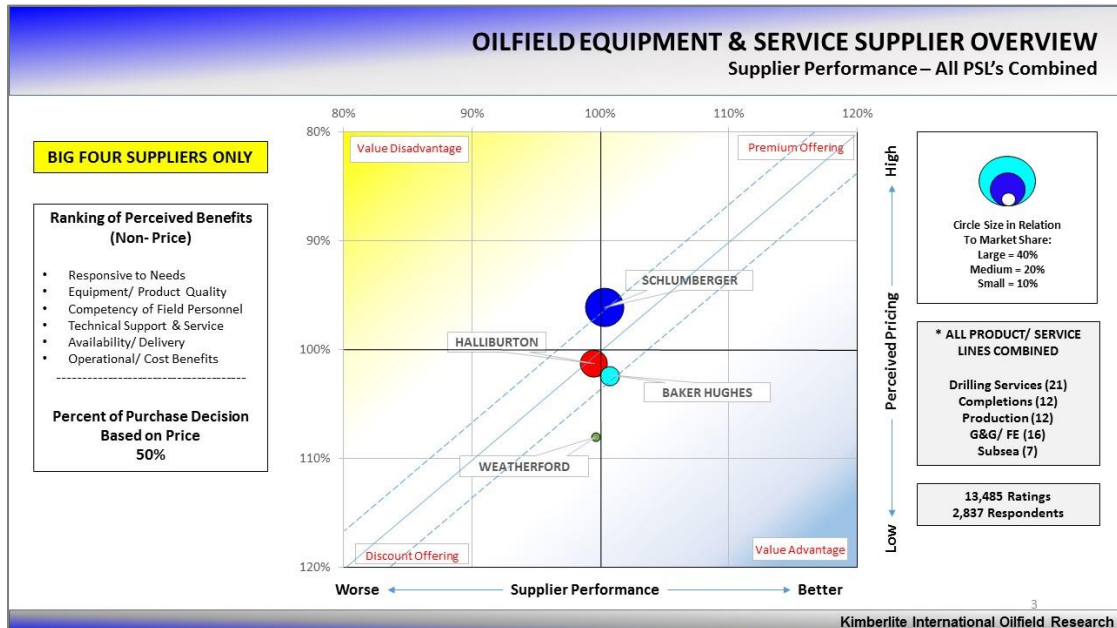 OILFIELD EQUIPMENT & SERVICE SUPPLIER OVERVIEW
Supplier Performance – All PSL's Combined
BIG FOUR SUPPLIERS ONLY
Ranking of Perceived Benefits
(Non- Price)
• Responsive to Needs
• Equipment/ Product Quality
• Competency of Field Personnel
• Technical Support & Service
• Availability/ Delivery
• Operational/ Cost Benefits
----------------------------------------
Percent of Purchase Decision
Based on Price
50%
80% 90% 100% 110% 120%
80%
90%
100%
110%
120%
Value Disadvantage
Premium Offering
SCHLUMBERGER
HALLIBURTON
BAKER HUGHES
WEATHERFORD
Discount Offering
Value Advantage
Worse Supplier Performance Better
High
Perceived Pricing
Low
Circle Size in Relation
To Market Share:
Large = 40%
Medium = 20%
Small = 10%
* ALL PRODUCT/ SERVICE
LINES COMBINED
Drilling Services (21)
Completions (12)
Production (12)
G&G/ FE (16)
Subsea (7)
13,485 Ratings
2,837 Respondents
3
Kimberlite International Oilfield Research